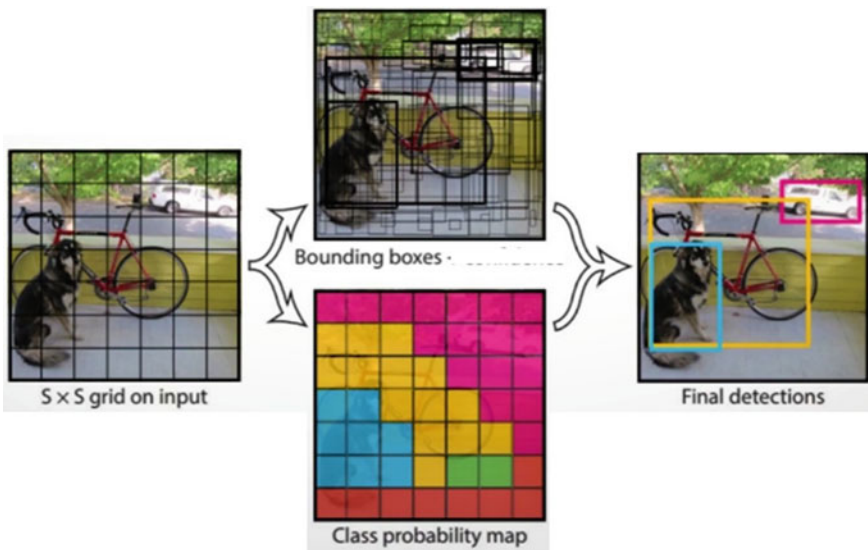 Bounding boxes
S × S grid on input
Final detections
Class probability map